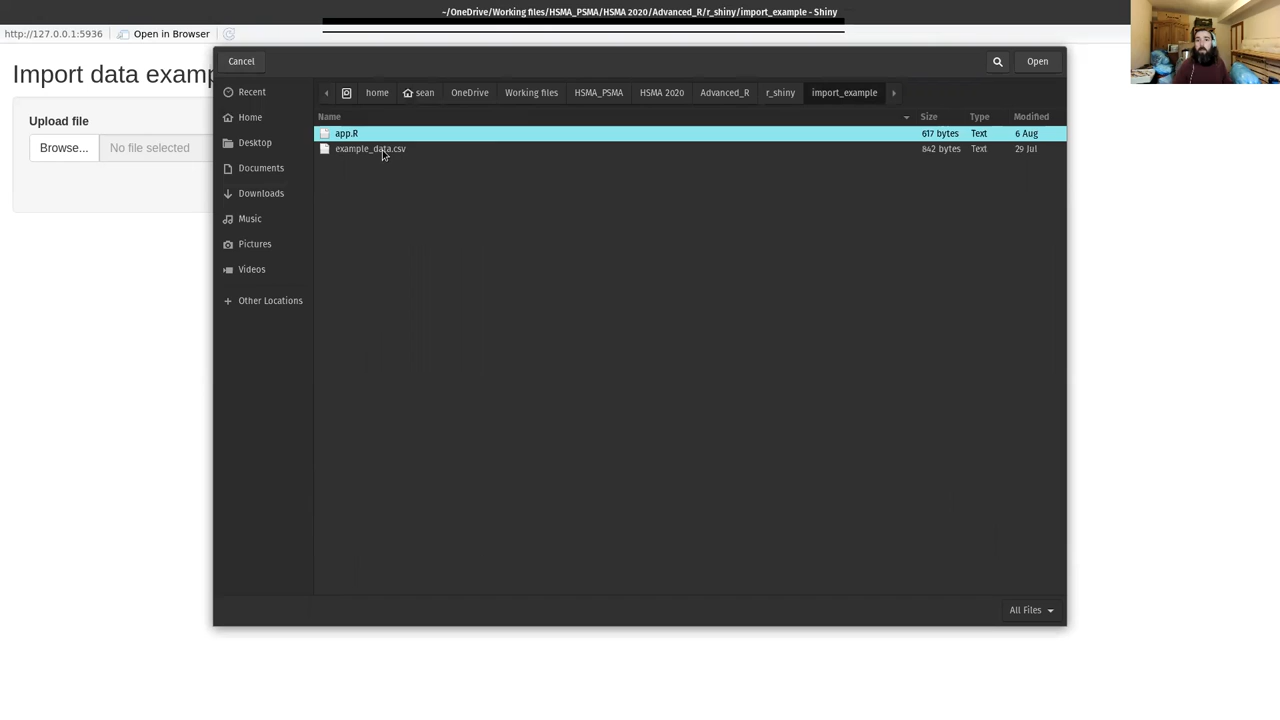 ~/OneDrive/Working files/HSMA_PSMA/HSMA 2020/Advanced_R/r_shiny/import_example - Shiny
http://127.0.0.1:5936 Open in Browser
Import data examp
Upload file
Browse... No file selected
Cancel Open
home sean OneDrive Working files HSMA_PSMA HSMA 2020 Advanced_R r_shiny import_example
Recent
Home
Desktop
Documents
Downloads
Music
Pictures
Videos
Other Locations
Name Size Type Modified
app.R 617 bytes Text 6 Aug
example_data.csv 842 bytes Text 29 Jul
All Files